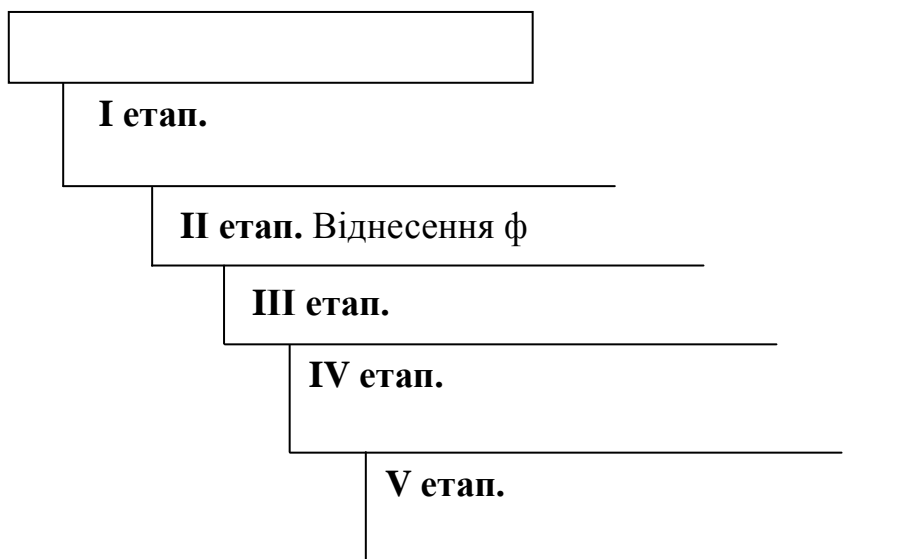 I етап.
II етап. Віднесення ф
III етап.
IV етап.
V етап.